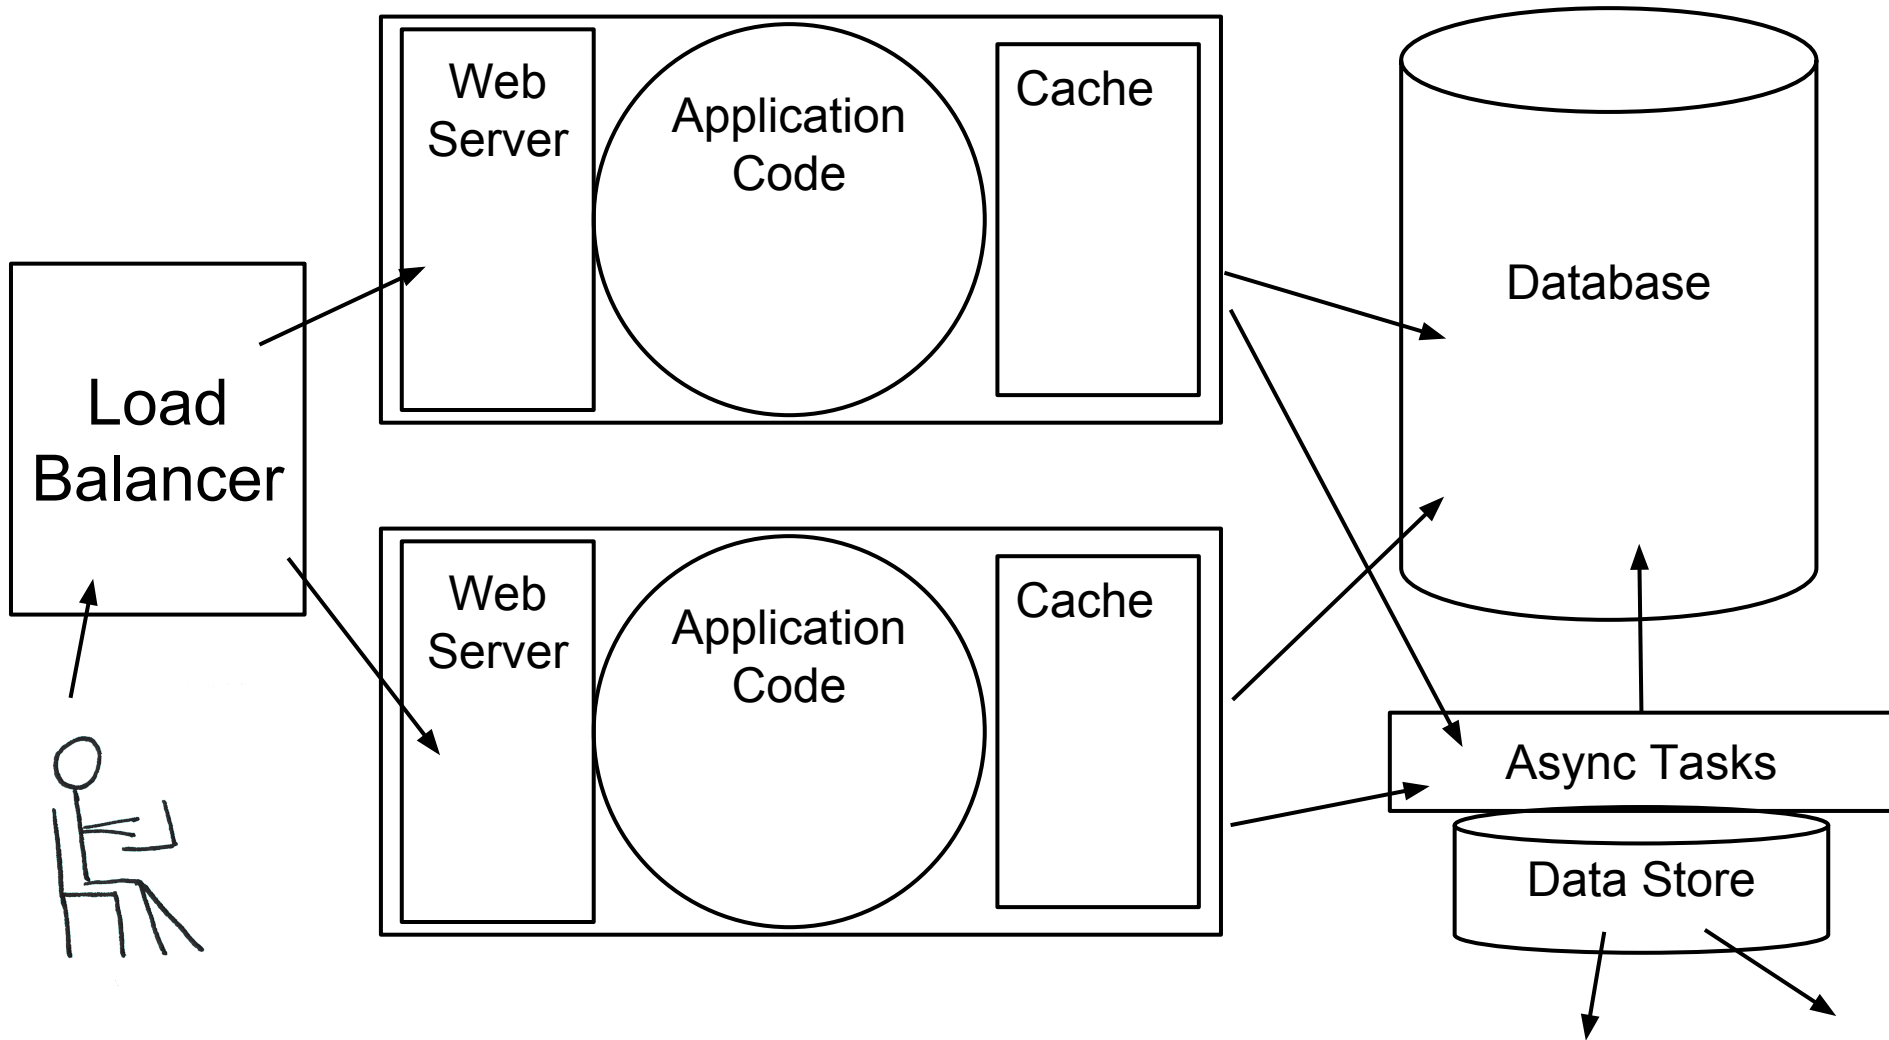 Web
Server
Application
Code
Cache
Database
Load
Balancer
Web
Server
Application
Code
Cache
Async Tasks
Data Store